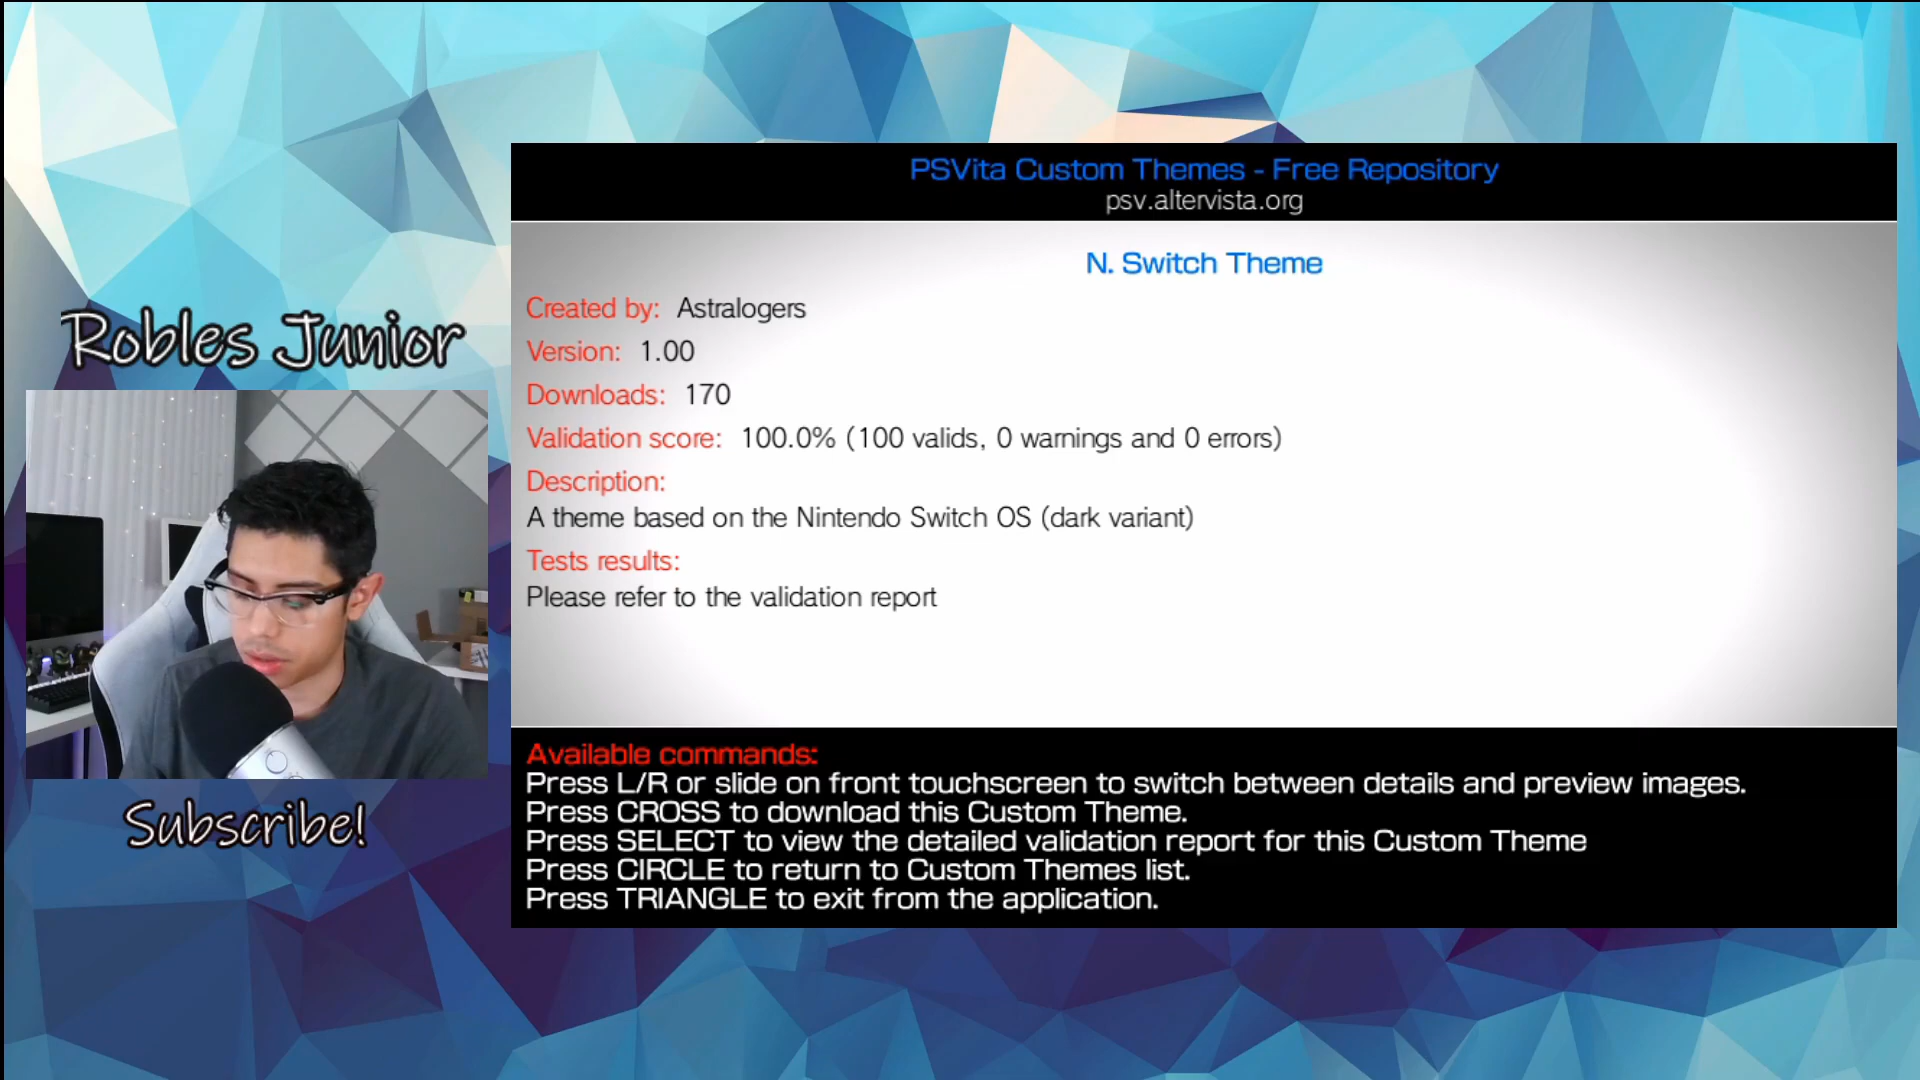 PSVita Custom Themes - Free Repository
psv.altervista.org
N. Switch Theme
Created by: Astralogers
Version: 1.00
Downloads: 170
Validation score: 100.0% (100 valids, 0 warnings and 0 errors)
Description:
A theme based on the Nintendo Switch OS (dark variant)
Tests results:
Please refer to the validation report
Available commands:
Press L/R or slide on front touchscreen to switch between details and preview images.
Press CROSS to download this Custom Theme.
Press SELECT to view the detailed validation report for this Custom Theme
Press CIRCLE to return to Custom Themes list.
Press TRIANGLE to exit from the application.
Robles Junior
Subscribe!